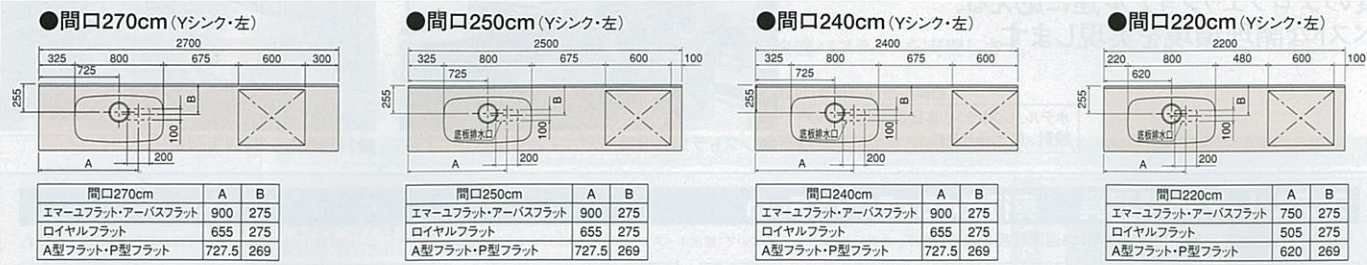 ●間口270cm(Yシンク・左)
2700
325 800 675 600 300
725
255
B
100
A
200
間口270cm A B
エマーユフラット・アーバスフラット 900 275
ロイヤルフラット 655 275
A型フラット・P型フラット 727.5 269
●間口250cm(Yシンク・左)
2500
325 800 675 600 100
725
255
B
底板排水口
100
A
200
間口250cm A B
エマーユフラット・アーバスフラット 900 275
ロイヤルフラット 655 275
A型フラット・P型フラット 727.5 269
●間口240cm(Yシンク・左)
2400
325 800 675 600
725
255
B
底板排水口
100
A
200
間口240cm A B
エマーユフラット・アーバスフラット 900 275
ロイヤルフラット 655 275
A型フラット・P型フラット 727.5 269
●間口220cm(Yシンク・左)
2200
220 800 480 600 100
620
255
B
底板排水口
100
A
200
間口220cm A B
エマーユフラット・アーバスフラット 750 275
ロイヤルフラット 505 275
A型フラット・P型フラット 620 269